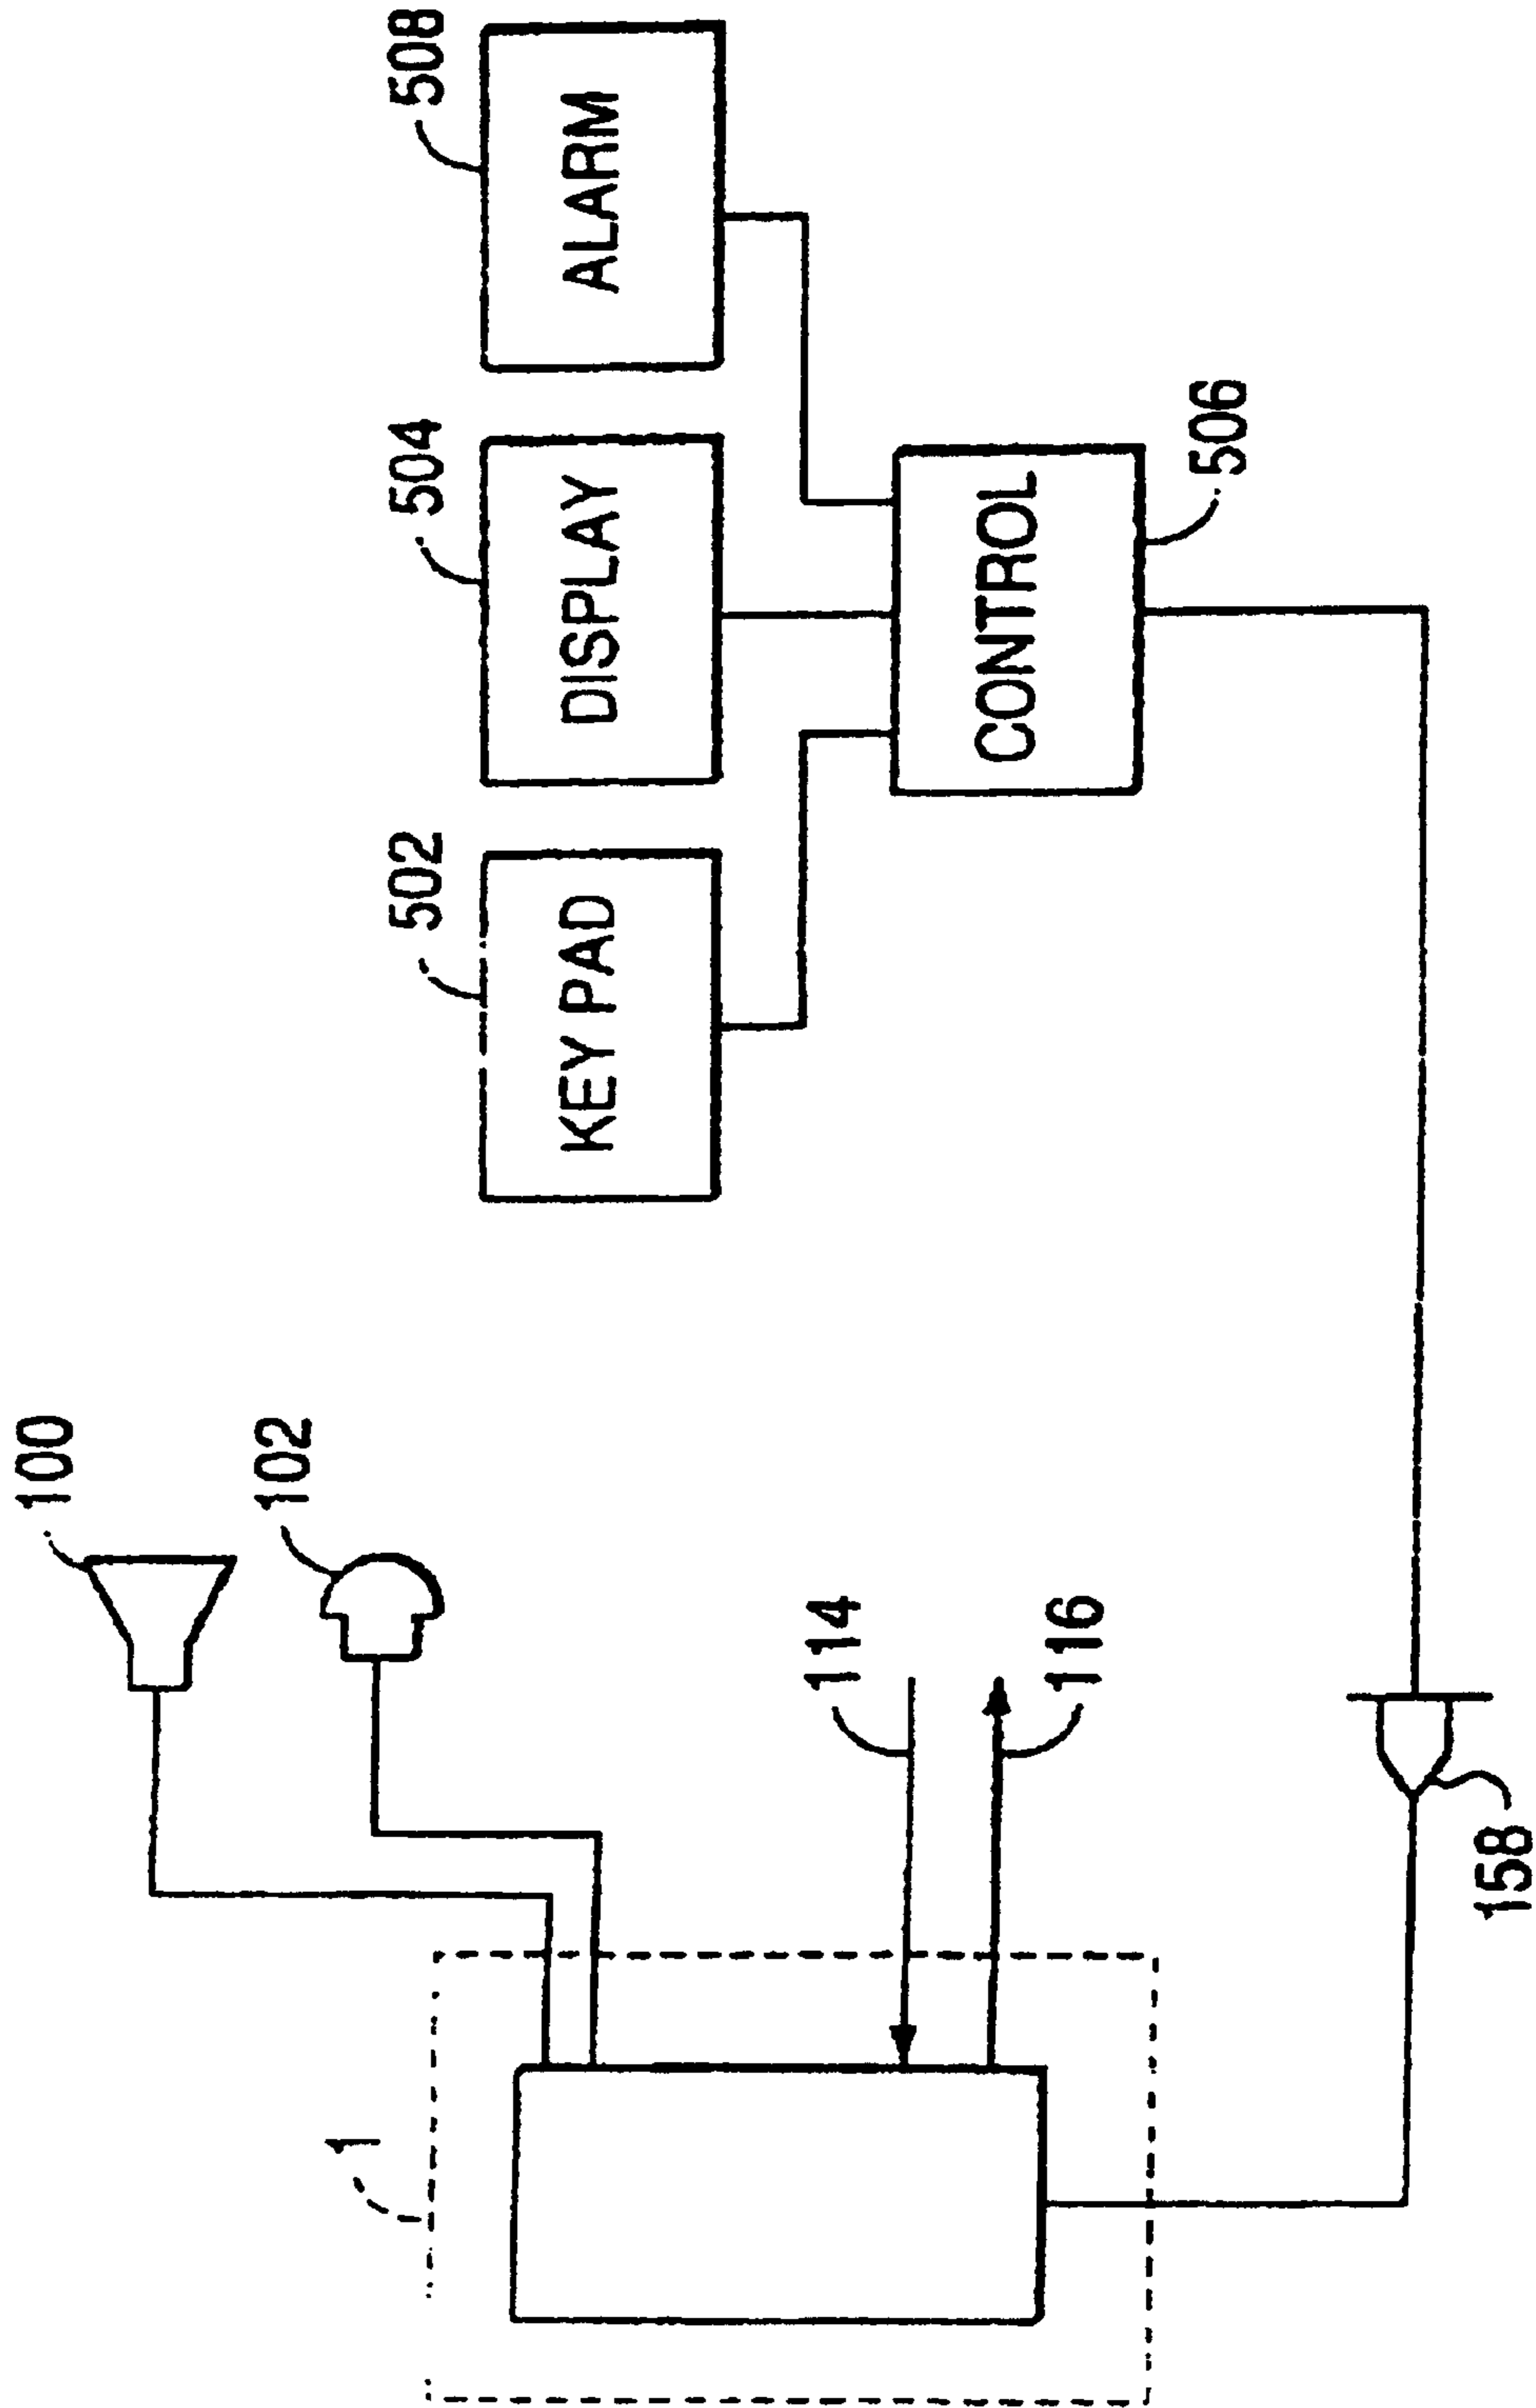 1
100
102
114
116
158
502
KEY PAD
504
DISPLAY
508
ALARM
CONTROL
506